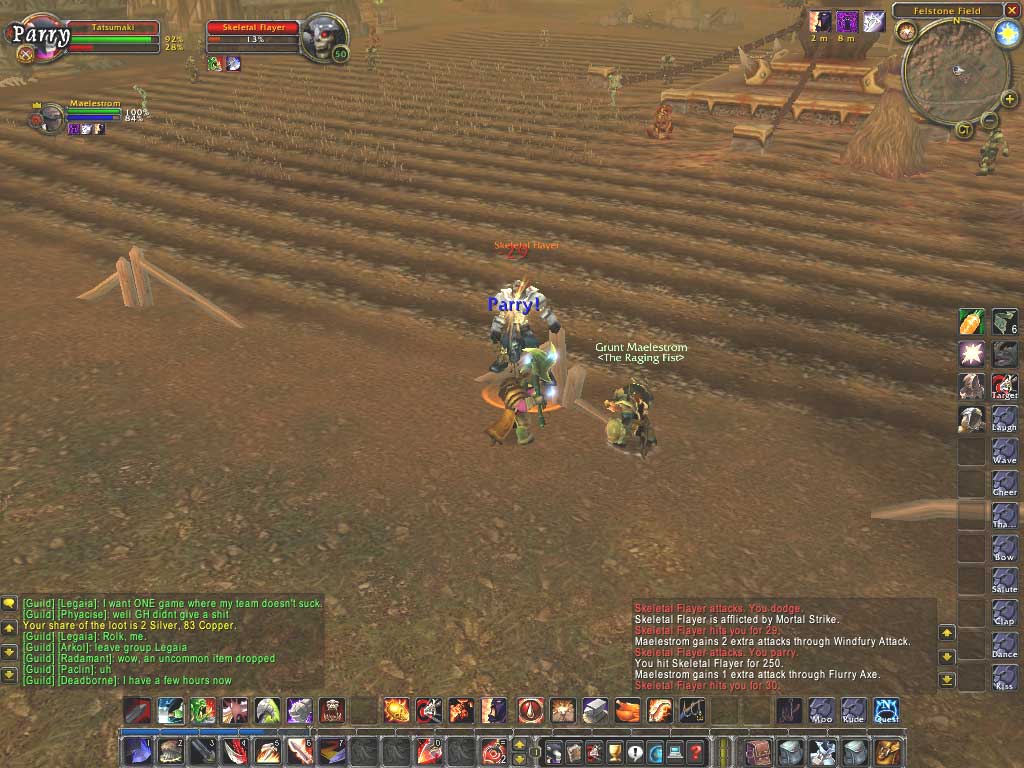 Parry
Tatsumaki
92%
28%
Skeletal Flayer
13%
50
2 m
8 m
Felstone Field
N
Maelestrom
100%
84%
Skeletal Flayer
29
Parry!
Grunt Maelestrom
<The Raging Fist>
6
Target
Laugh
Wave
Cheer
Tha...
Bow
Salute
Clap
Dance
Kiss
[Guild] [Legaia]: I want ONE game where my team doesn't suck.
[Guild] [Phyacise]: well GH didnt give a shit
Your share of the loot is 2 Silver, 83 Copper.
[Guild] [Legaia]: Rolk, me.
[Guild] [Arkol]: leave group Legaia
[Guild] [Radamant]: wow, an uncommon item dropped
[Guild] [Paclin]: uh
[Guild] [Deadborne]: I have a few hours now
Skeletal Flayer attacks. You dodge.
Skeletal Flayer is afflicted by Mortal Strike.
Skeletal Flayer hits you for 29.
Maelestrom gains 2 extra attacks through Windfury Attack.
Skeletal Flayer attacks. You parry.
You hit Skeletal Flayer for 250.
Maelestrom gains 1 extra attack through Flurry Axe.
Skeletal Flayer hits you for 30.
Moo
Rude
Quest